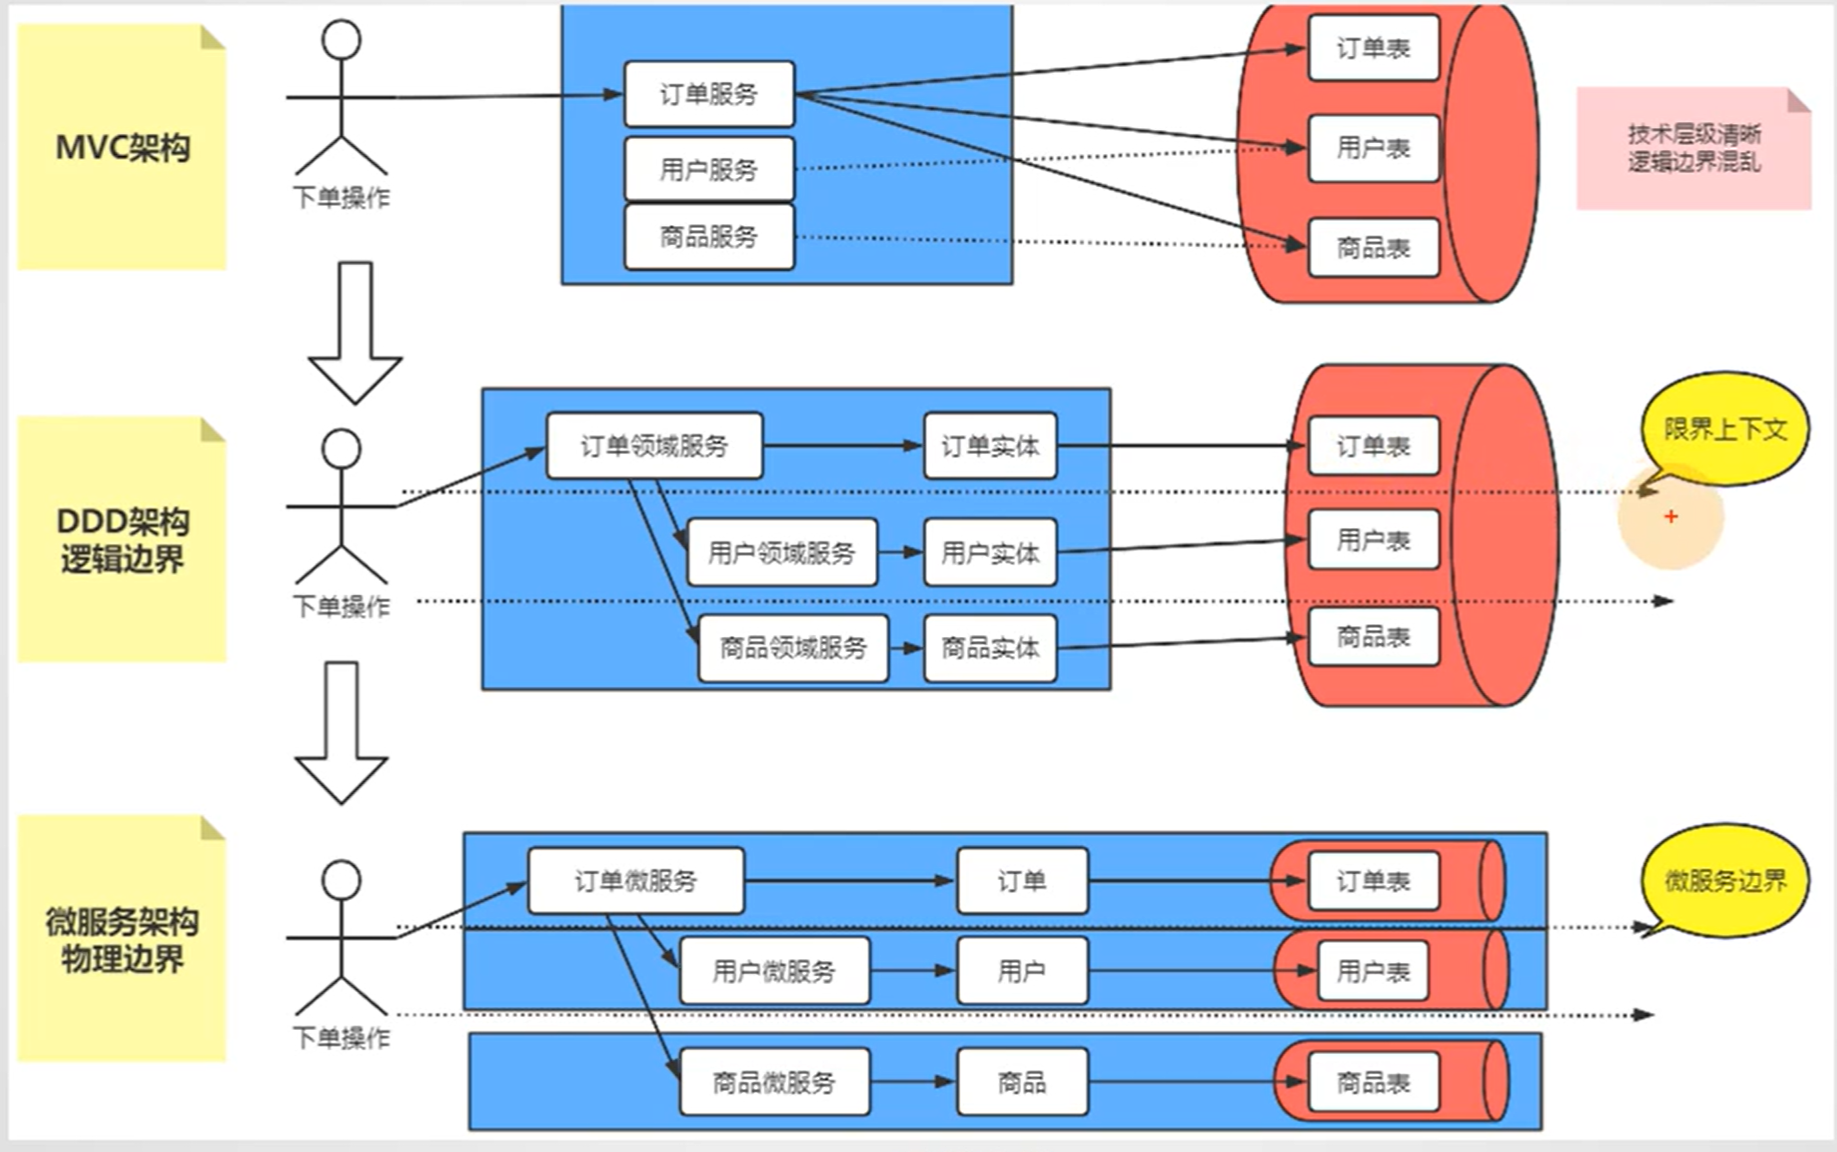 MVC架构
下单操作
订单服务
用户服务
商品服务
订单表
用户表
商品表
技术层级清晰
逻辑边界混乱
DDD架构
逻辑边界
下单操作
订单领域服务
订单实体
用户领域服务
用户实体
商品领域服务
商品实体
订单表
用户表
商品表
限界上下文
微服务架构
物理边界
下单操作
订单微服务
订单
订单表
用户微服务
用户
用户表
商品微服务
商品
商品表
微服务边界